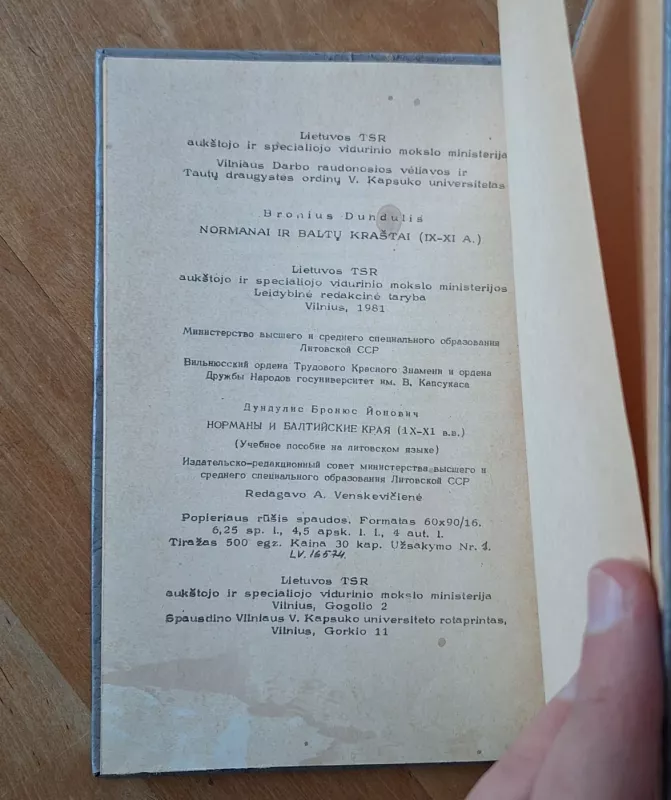 Lietuvos TSR
aukštojo ir specialiojo vidurinio mokslo ministerija
Vilniaus Darbo raudonosios vėliavos ir
Tautų draugystės ordinų V. Kapsuko universitetas
Bronius Dundulis
NORMANAI IR BALTŲ KRAŠTAI (IX-XI A.)
Lietuvos TSR
aukštojo ir specialiojo vidurinio mokslo ministerijos
Leidybinė redakcinė taryba
Vilnius, 1981
Министерство высшего и среднего специального образования
Литовской ССР
Вильнюсский ордена Трудового Красного Знамени и ордена
Дружбы Народов госуниверситет им. В. Капсукаса
Дундулис Бронюс Йонович
НОРМАНЫ И БАЛТИЙСКИЕ КРАЯ (IX-XI в.в.)
(Учебное пособие на литовском языке)
Издательско-редакционный совет министерства высшего и
среднего специального образования Литовской ССР
Redagavo A. Venskevičienė
Popieriaus rūšis spaudos. Formatas 60x90/16.
6,25 sp. l., 4,5 apsk. l. l., 4 aut. l.
Tiražas 500 egz. Kaina 30 kap. Užsakymo Nr. 1.
LV. 16574.
Lietuvos TSR
aukštojo ir specialiojo vidurinio mokslo ministerija
Vilnius, Gogolio 2
Spausdino Vilniaus V. Kapsuko universiteto rotaprintas,
Vilnius, Gorkio 11